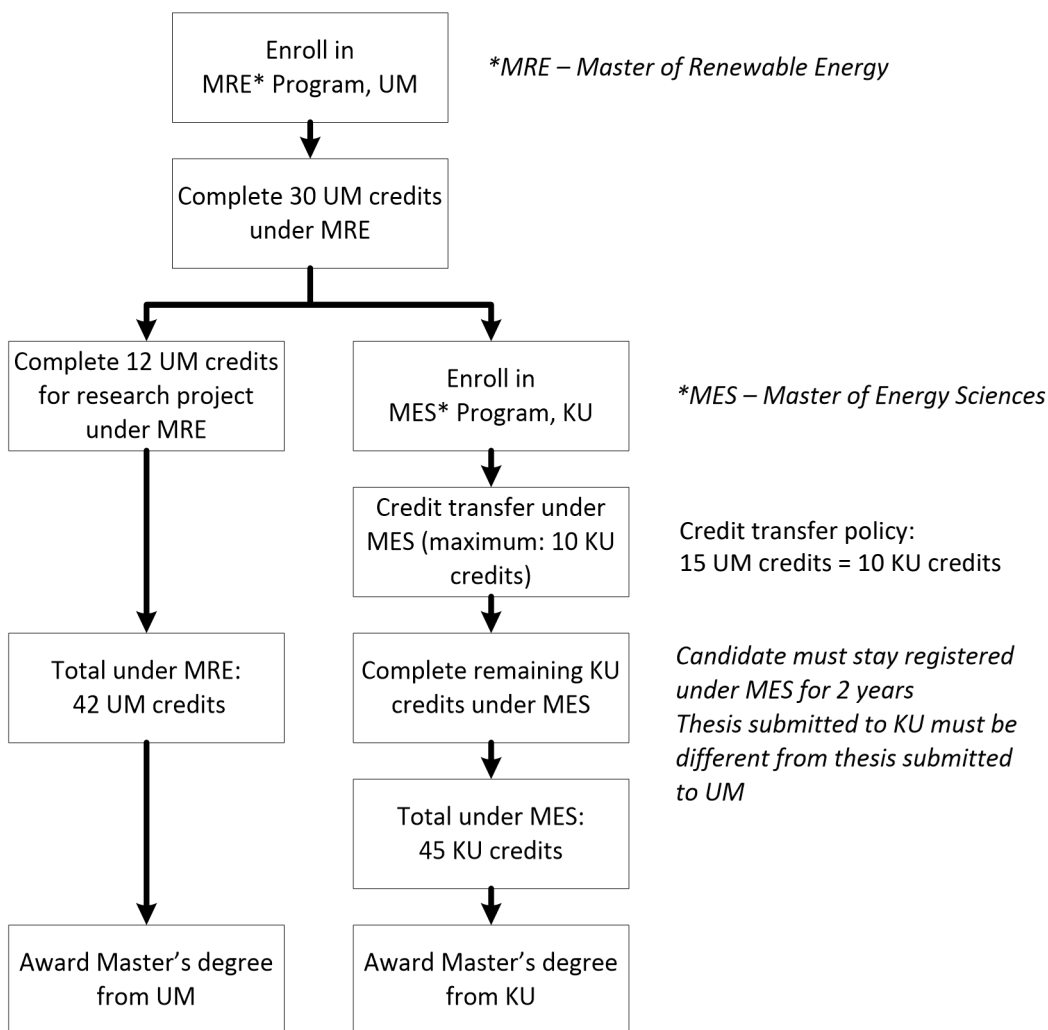 Enroll in
MRE* Program, UM
*MRE – Master of Renewable Energy
Complete 30 UM credits
under MRE
Complete 12 UM credits
for research project
under MRE
Enroll in
MES* Program, KU
*MES – Master of Energy Sciences
Credit transfer under
MES (maximum: 10 KU
credits)
Credit transfer policy:
15 UM credits = 10 KU credits
Total under MRE:
42 UM credits
Complete remaining KU
credits under MES
Candidate must stay registered
under MES for 2 years
Thesis submitted to KU must be
different from thesis submitted
to UM
Total under MES:
45 KU credits
Award Master’s degree
from UM
Award Master’s degree
from KU